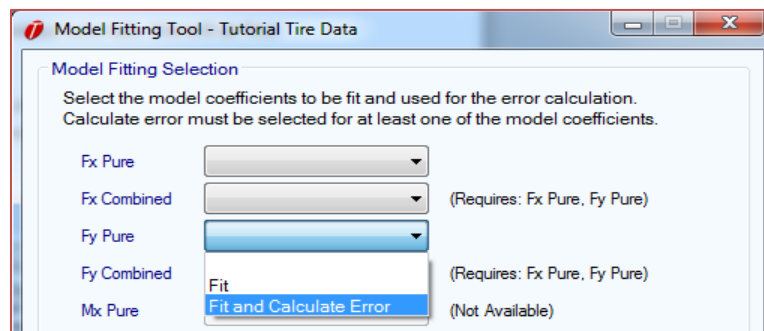 Model Fitting Tool - Tutorial Tire Data
Model Fitting Selection
Select the model coefficients to be fit and used for the error calculation.
Calculate error must be selected for at least one of the model coefficients.
Fx Pure
Fx Combined (Requires: Fx Pure, Fy Pure)
Fy Pure
Fy Combined (Requires: Fx Pure, Fy Pure)
Fit
Fit and Calculate Error
Mx Pure (Not Available)